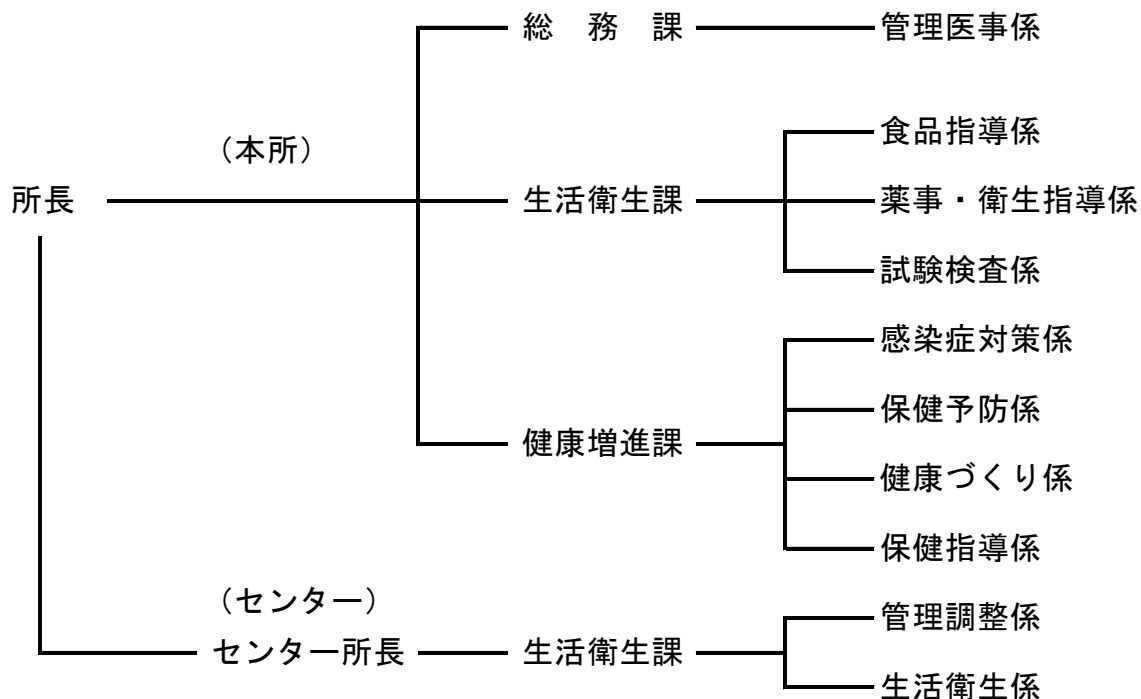 総　務　課
管理医事係
食品指導係
（本所）
所長
生活衛生課
薬事・衛生指導係
試験検査係
感染症対策係
保健予防係
健康増進課
健康づくり係
保健指導係
（センター）
管理調整係
センター所長
生活衛生課
生活衛生係